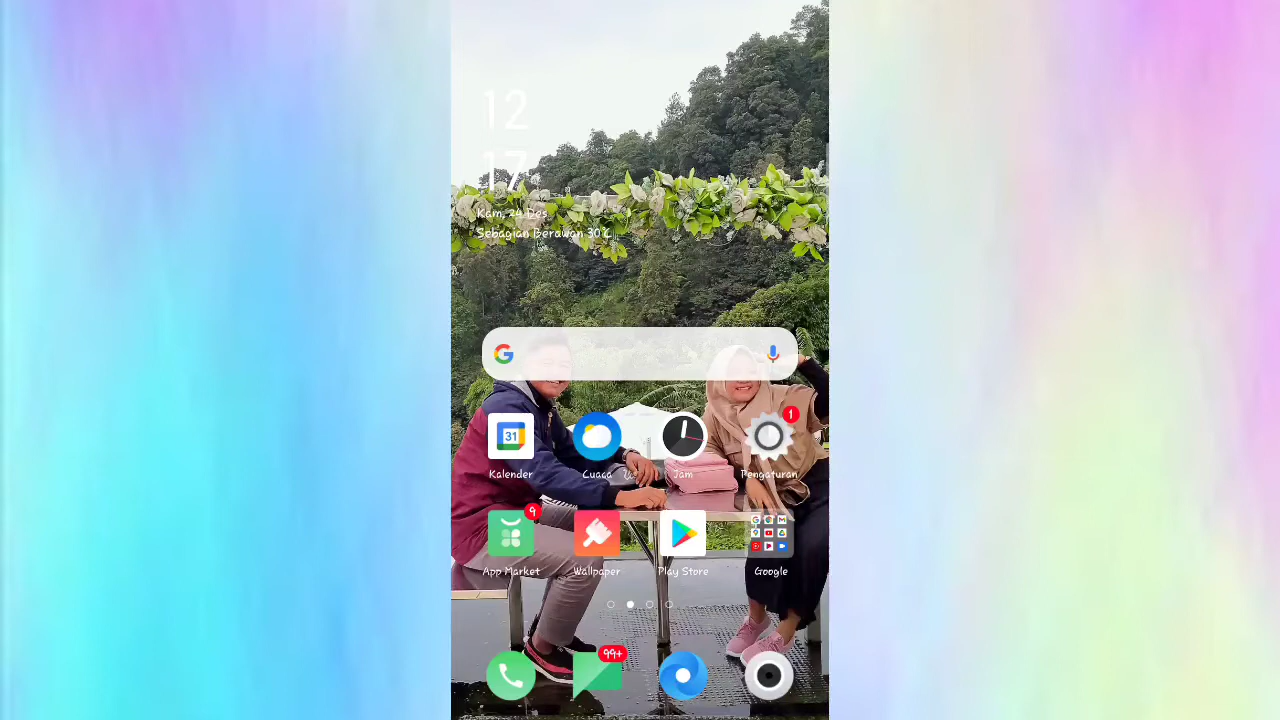 12
17
Kam, 24 Des
Sebagian Berawan 30°C
31
1
Kalender
Cuaca
Jam
Pengaturan
9
App Market
Wallpaper
Play Store
Google
99+